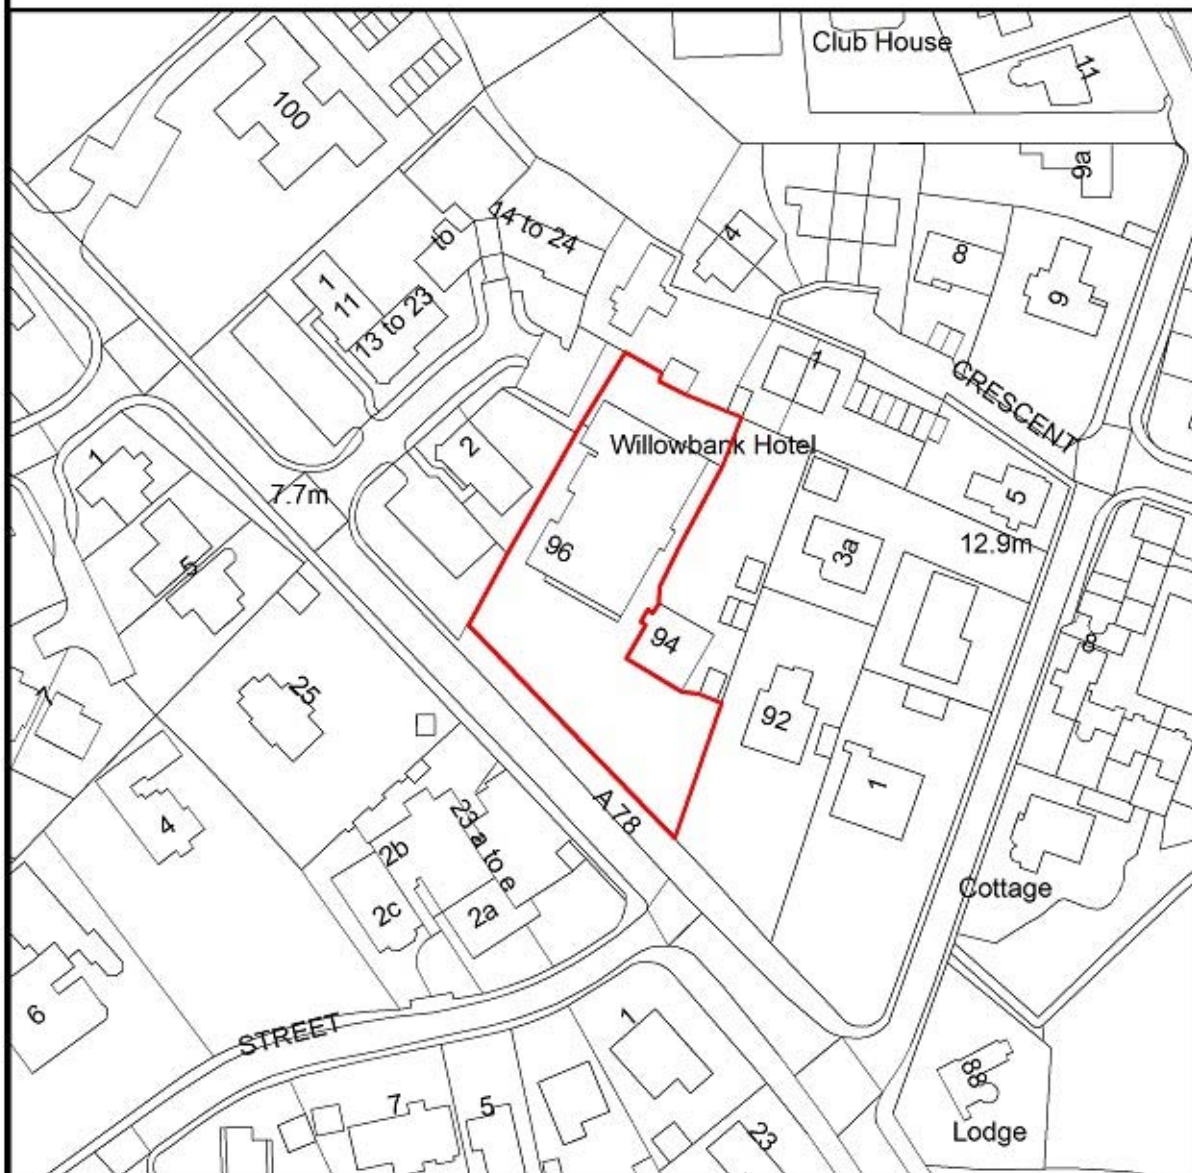 Club House
11
100
9a
14 to 24
to
4
8
1
11
9
13 to 23
1
CRESCENT
2
Willowbank Hotel
1
7.7m
5
96
3a
12.9m
5
94
8
25
7
92
1
A 78
4
23 a to e
2b
2c
2a
Cottage
6
STREET
1
88
7
5
23
Lodge